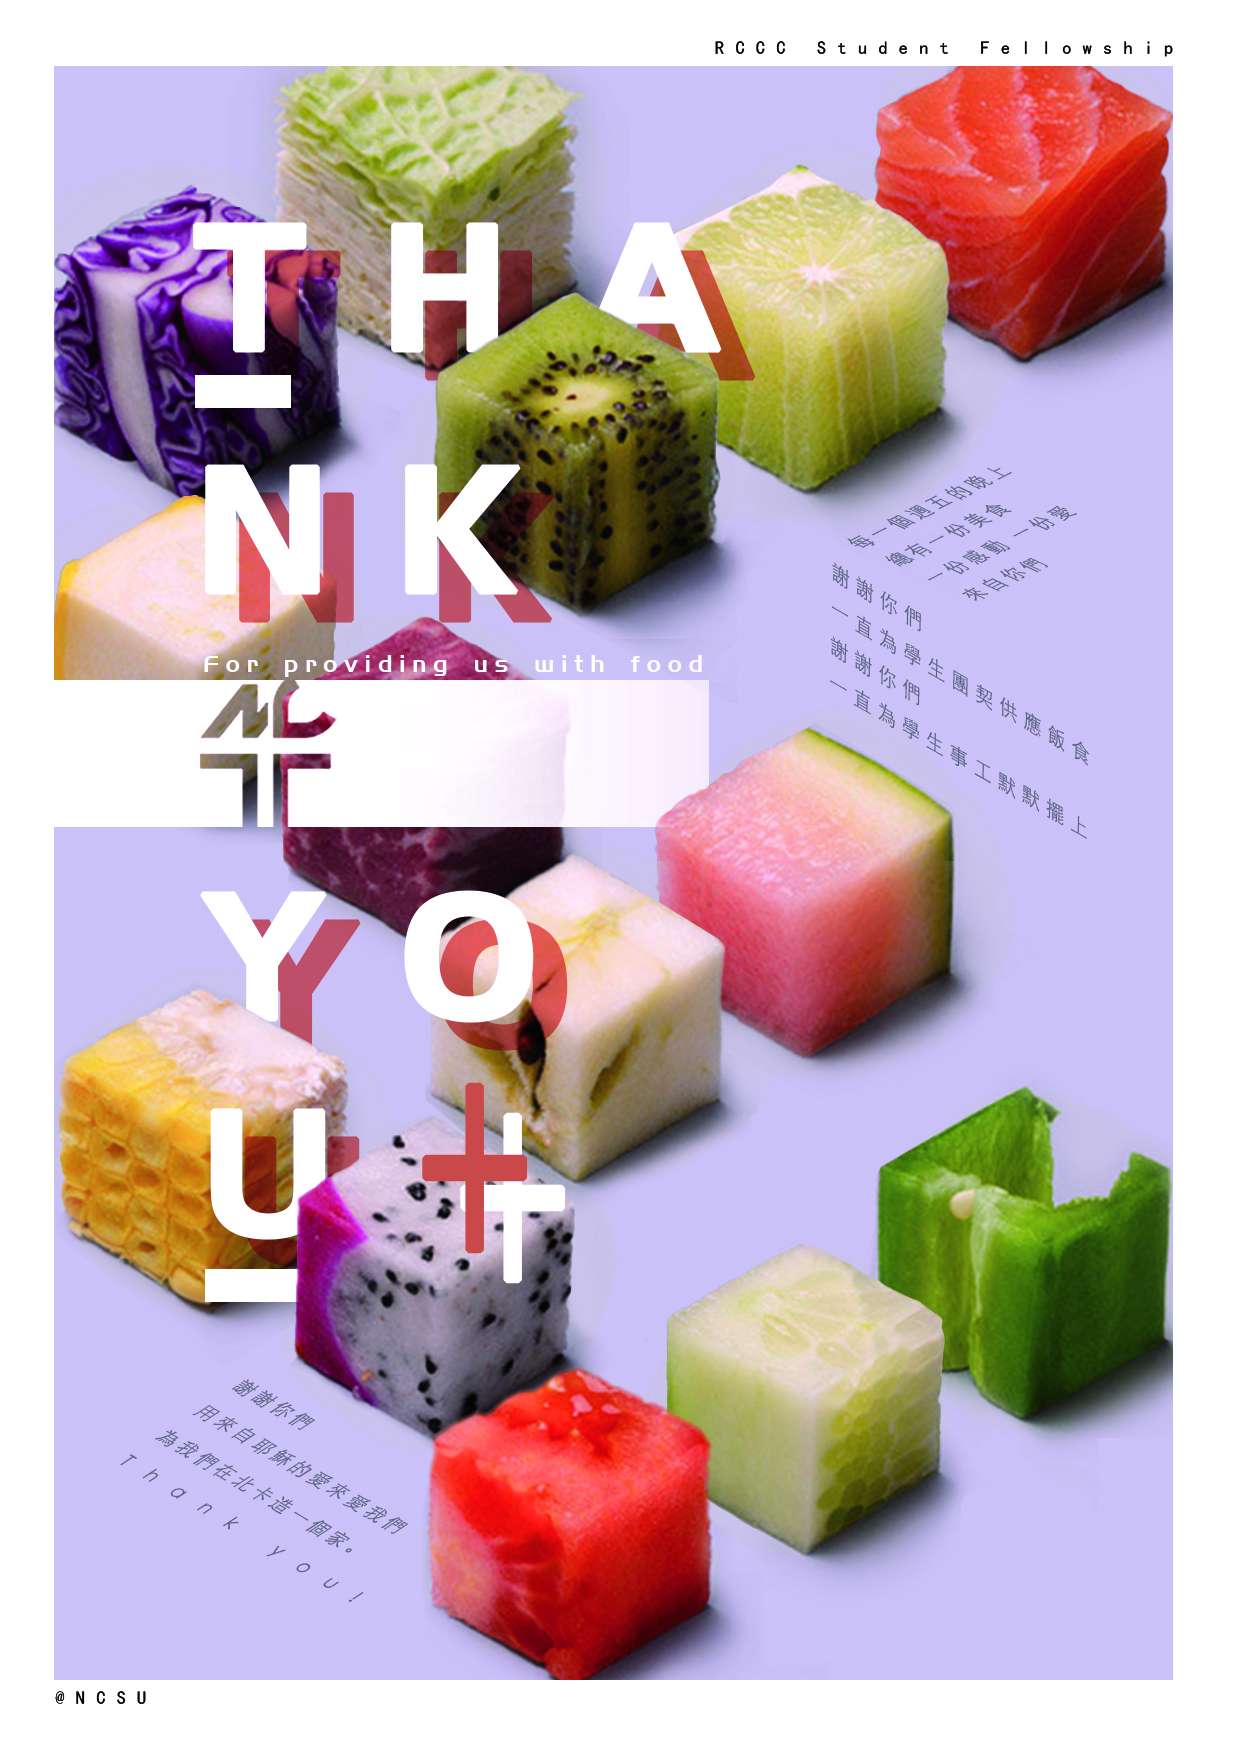 RCCC Student Fellowship
THA
NK
For providing us with food
YO
U
每一個週五的晚上
總有一份美食
一份感動 一份愛
來自你們
謝謝你們
一直為學生團契供應飯食
謝謝你們
一直為學生事工默默擺上
謝謝你們
用來自耶穌的愛來愛我們
為我們在北卡造一個家。
Thank you!
@NCSU